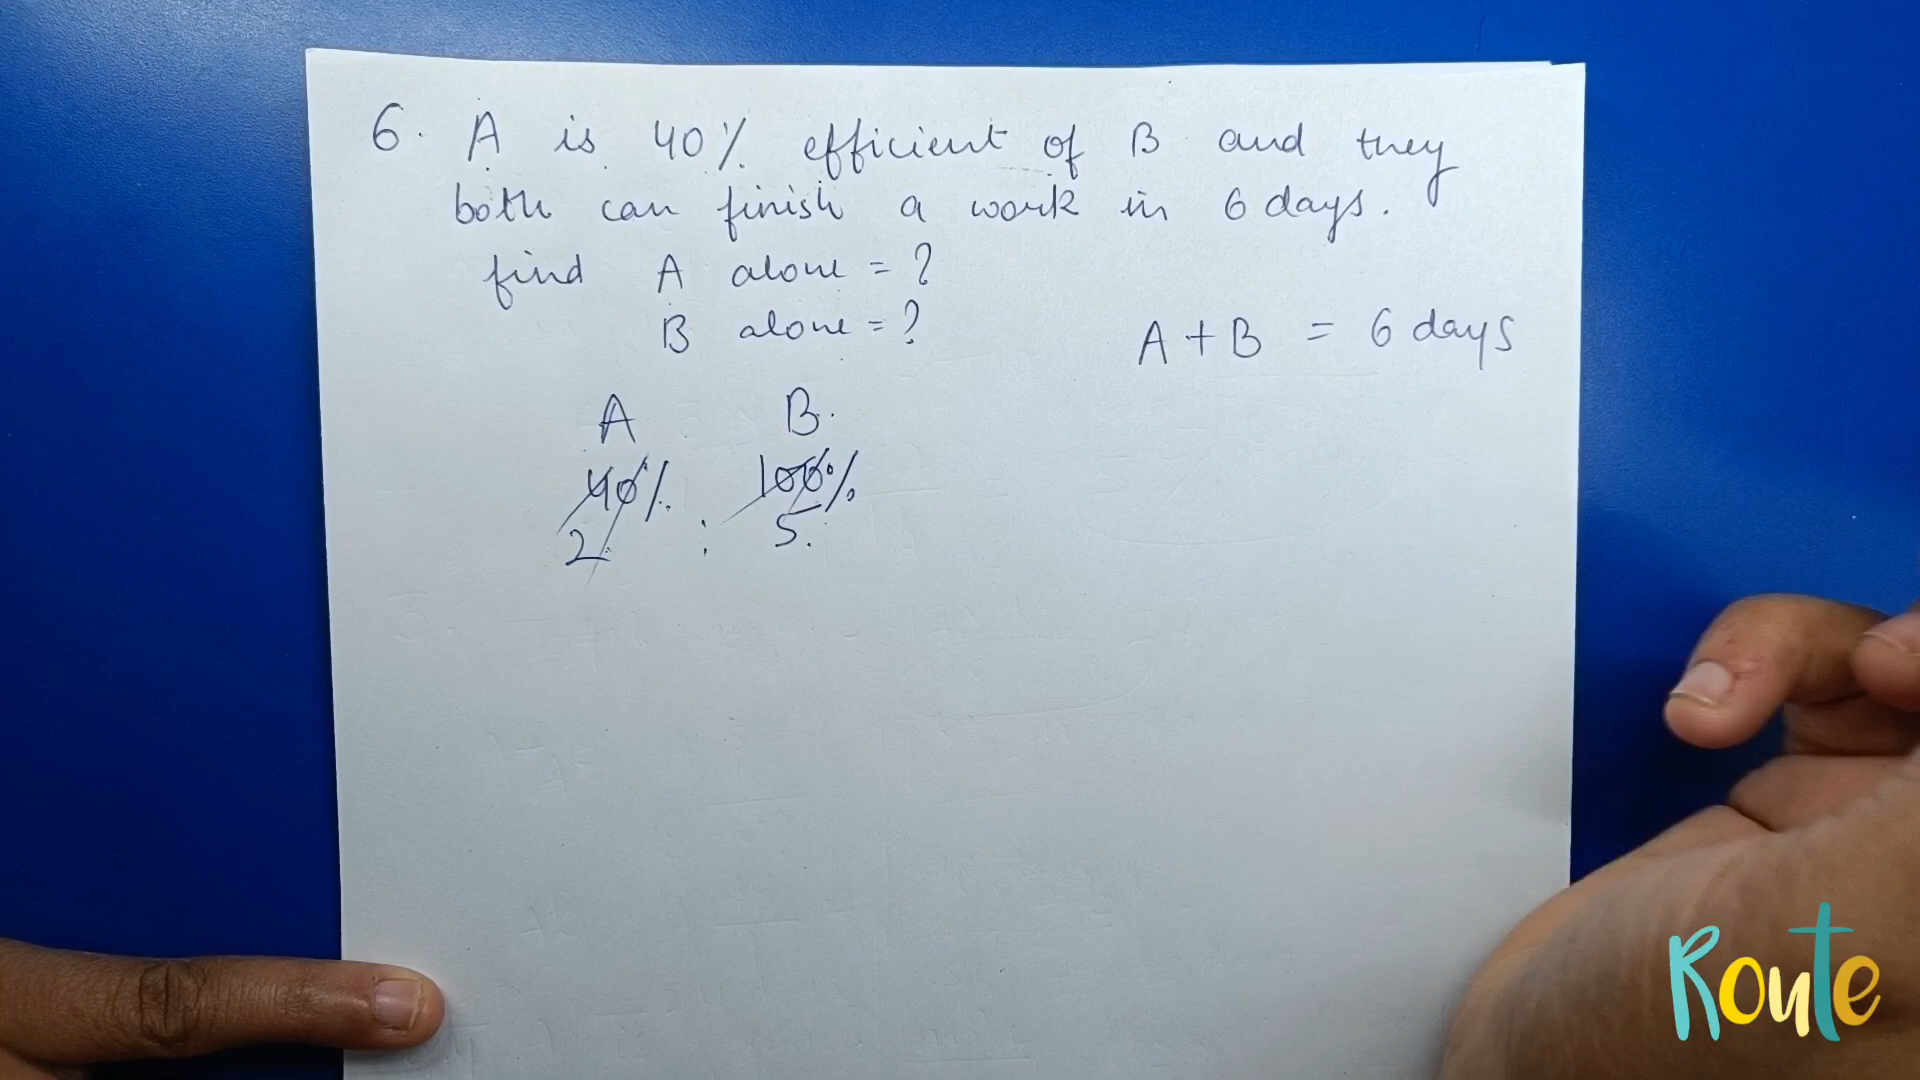 6. A is 40% efficient of B and they
both can finish a work in 6 days.
find A alone = ?
B alone = ?
A + B = 6 days
A B.
40% 100%
2 : 5.
Route